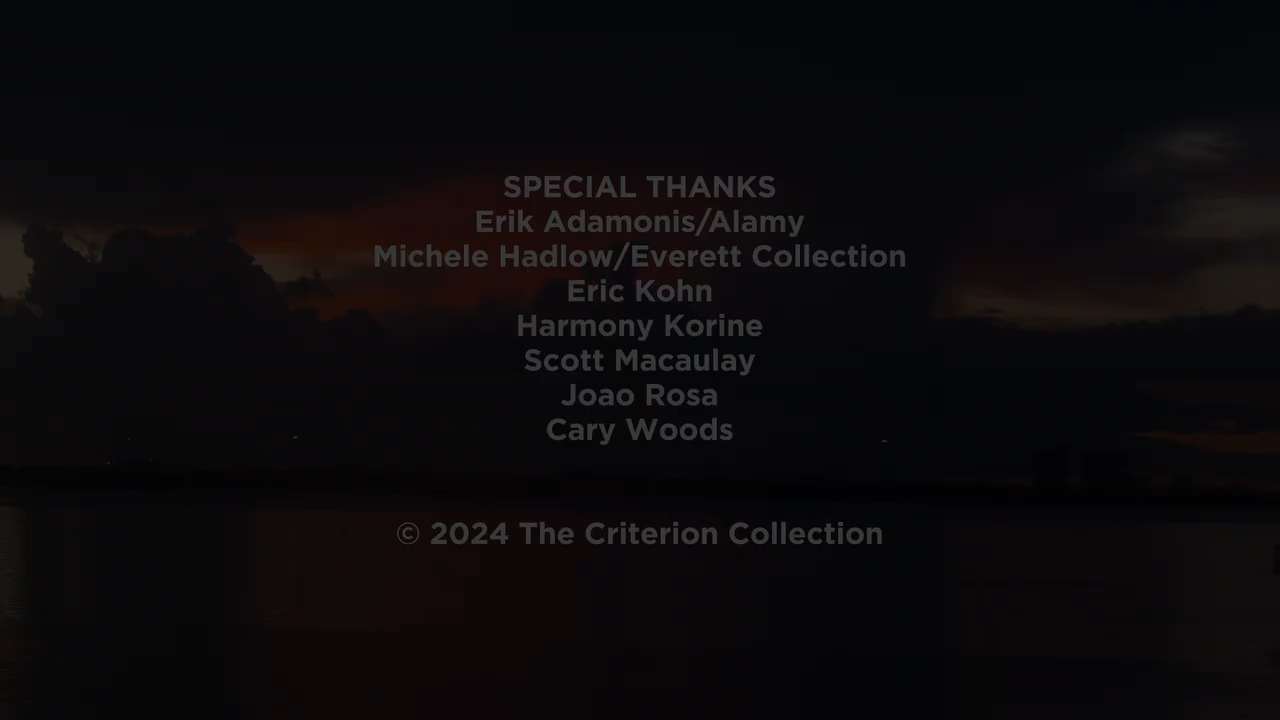 SPECIAL THANKS
Erik Adamonis/Alamy
Michele Hadlow/Everett Collection
Eric Kohn
Harmony Korine
Scott Macaulay
Joao Rosa
Cary Woods
© 2024 The Criterion Collection